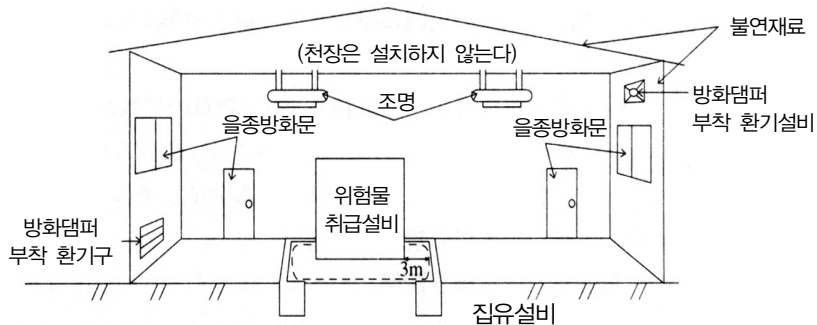 불연재료
(천장은 설치하지 않는다)
조명
방화댐퍼
부착 환기설비
을종방화문
을종방화문
위험물
취급설비
방화댐퍼
부착 환기구
3m
집유설비